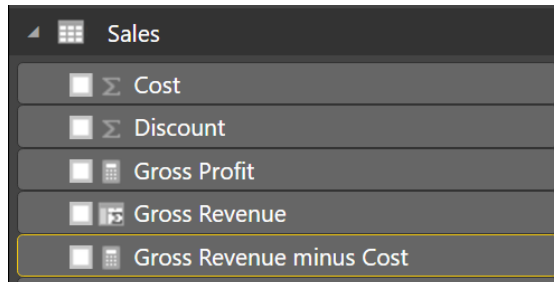 Sales
Cost
Discount
Gross Profit
Gross Revenue
Gross Revenue minus Cost